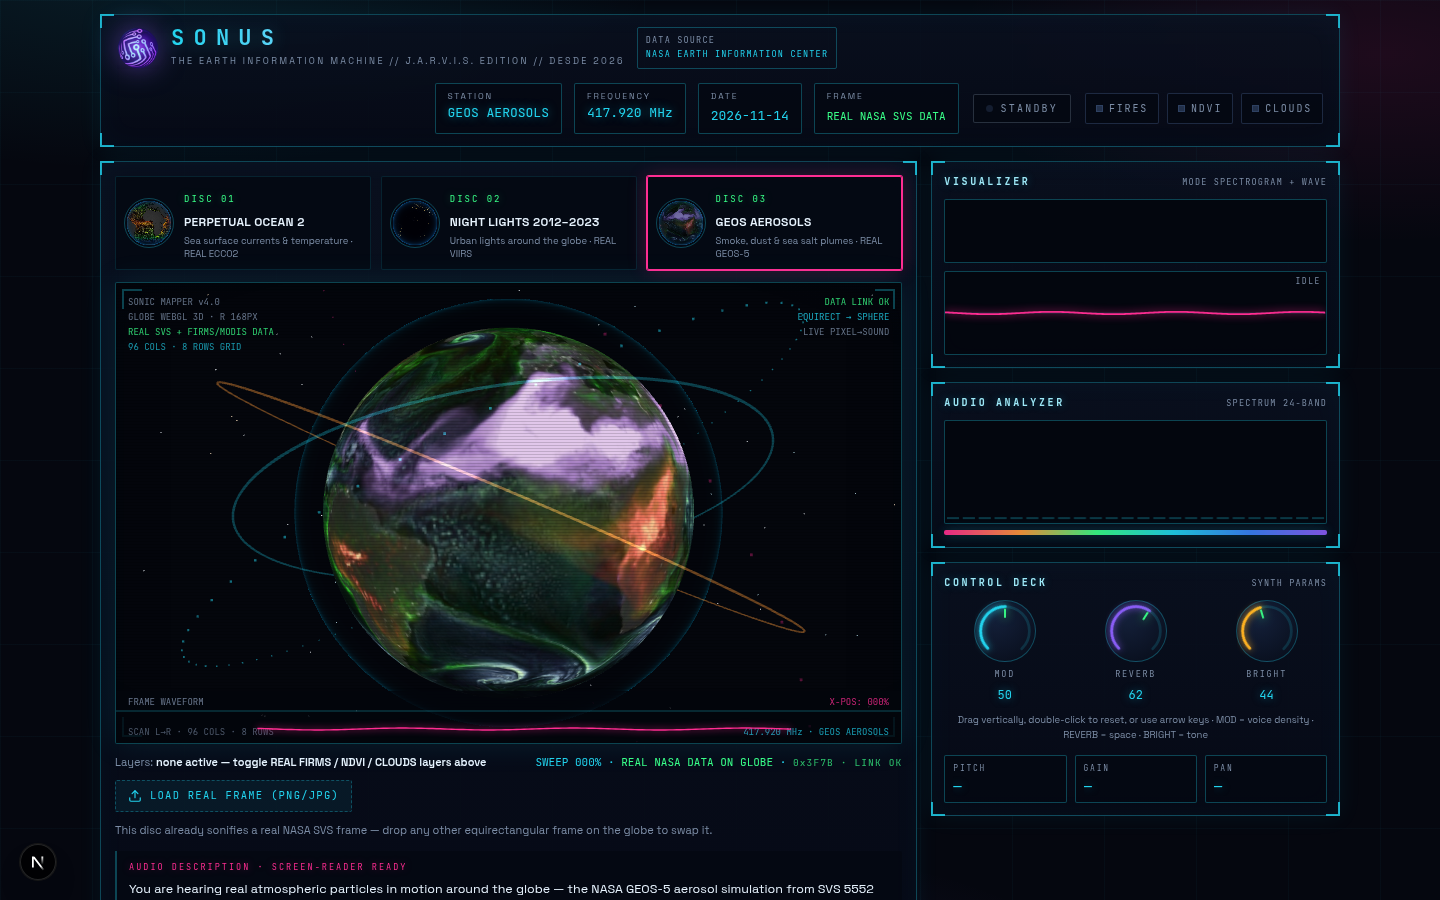 SONUS
THE EARTH INFORMATION MACHINE // J.A.R.V.I.S. EDITION // DESDE 2026
DATA SOURCE
NASA EARTH INFORMATION CENTER
STATION
GEOS AEROSOLS
FREQUENCY
417.920 MHz
DATE
2026-11-14
FRAME
REAL NASA SVS DATA
STANDBY
FIRES
NDVI
CLOUDS
DISC 01
PERPETUAL OCEAN 2
Sea surface currents & temperature ·
REAL ECCO2
DISC 02
NIGHT LIGHTS 2012–2023
Urban lights around the globe · REAL
VIIRS
DISC 03
GEOS AEROSOLS
Smoke, dust & sea salt plumes · REAL
GEOS-5
SONIC MAPPER v4.0
GLOBE WEBGL 3D · R 168PX
REAL SVS + FIRMS/MODIS DATA.
96 COLS · 8 ROWS GRID
DATA LINK OK
EQUIRECT → SPHERE
LIVE PIXEL→SOUND
FRAME WAVEFORM
X-POS: 000%
SCAN L→R · 96 COLS · 8 ROWS
417.920 MHz · GEOS AEROSOLS
Layers: none active — toggle REAL FIRMS / NDVI / CLOUDS layers above
SWEEP 000% · REAL NASA DATA ON GLOBE · 0x3F7B · LINK OK
LOAD REAL FRAME (PNG/JPG)
This disc already sonifies a real NASA SVS frame — drop any other equirectangular frame on the globe to swap it.
AUDIO DESCRIPTION · SCREEN-READER READY
You are hearing real atmospheric particles in motion around the globe — the NASA GEOS-5 aerosol simulation from SVS 5552
VISUALIZER
MODE SPECTROGRAM + WAVE
IDLE
AUDIO ANALYZER
SPECTRUM 24-BAND
CONTROL DECK
SYNTH PARAMS
MOD
50
REVERB
62
BRIGHT
44
Drag vertically, double-click to reset, or use arrow keys · MOD = voice density ·
REVERB = space · BRIGHT = tone
PITCH
—
GAIN
—
PAN
—
N